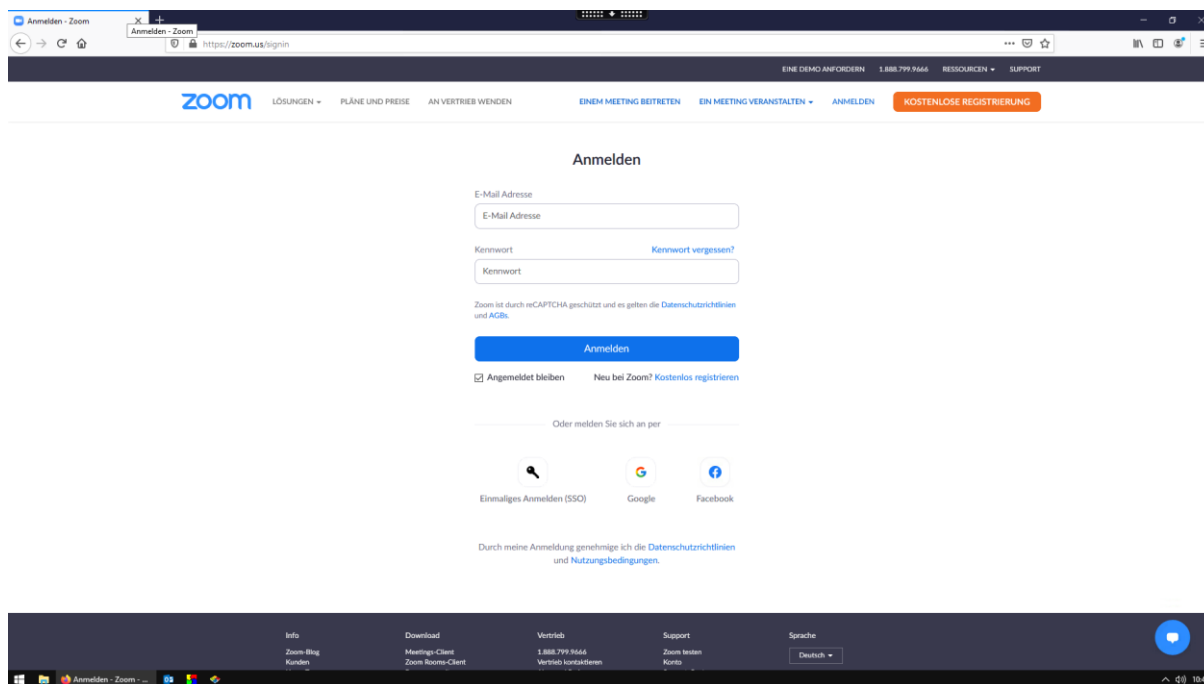 Anmelden - Zoom
Anmelden - Zoom
https://zoom.us/signin
EINE DEMO ANFORDERN 1.888.799.9666 RESSOURCEN SUPPORT
zoom LÖSUNGEN PLÄNE UND PREISE AN VERTRIEB WENDEN EINEM MEETING BEITRETEN EIN MEETING VERANSTALTEN ANMELDEN KOSTENLOSE REGISTRIERUNG
Anmelden
E-Mail Adresse
E-Mail Adresse
Kennwort Kennwort vergessen?
Kennwort
Zoom ist durch reCAPTCHA geschützt und es gelten die Datenschutzrichtlinien
und AGBs.
Anmelden
Angemeldet bleiben Neu bei Zoom? Kostenlos registrieren
Oder melden Sie sich an per
Einmaliges Anmelden (SSO) Google Facebook
Durch meine Anmeldung genehmige ich die Datenschutzrichtlinien
und Nutzungsbedingungen.
Info Download Vertrieb Support Sprache
Zoom-Blog Meetings-Client 1.888.799.9666 Zoom testen Deutsch
Kunden Zoom Rooms-Client Vertrieb kontaktieren Konto
Anmelden - Zoom - ...